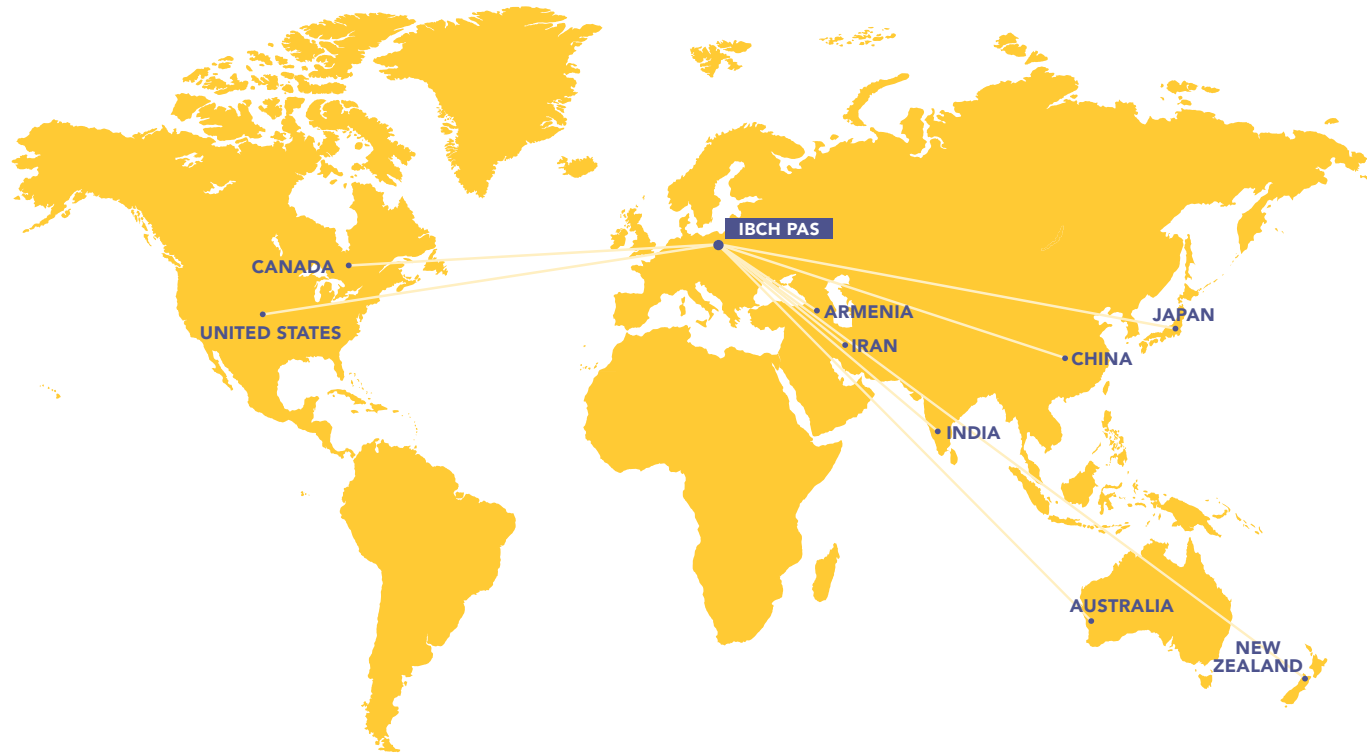 IBCH PAS
CANADA
UNITED STATES
ARMENIA
IRAN
JAPAN
CHINA
INDIA
AUSTRALIA
NEW
ZEALAND